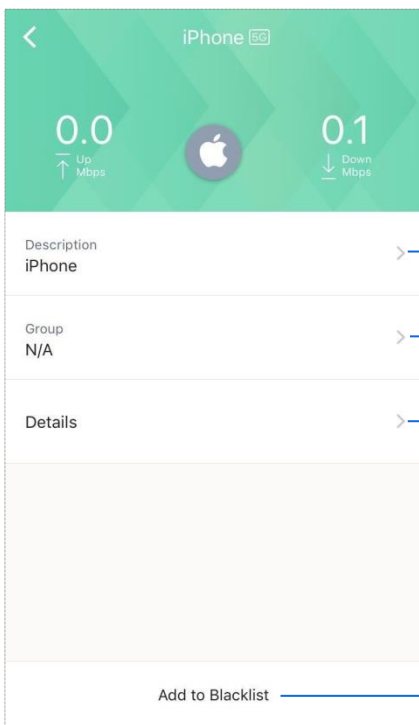 iPhone 5G
0.0
Up
Mbps
0.1
Down
Mbps
Description
iPhone
Group
N/A
Details
Add to Blacklist